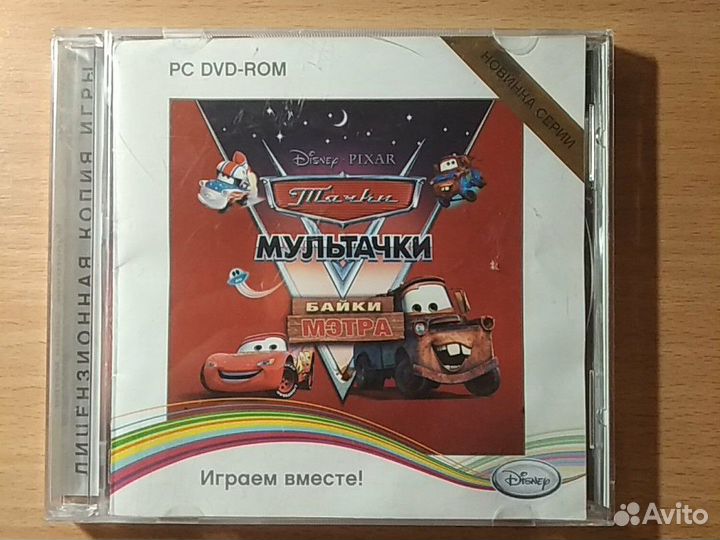 PC DVD-ROM
НОВИНКА СЕРИИ
ЛИЦЕНЗИОННАЯ КОПИЯ ИГРЫ
Disney · PIXAR
Тачки
МУЛЬТАЧКИ
БАЙКИ
МЭТРА
Играем вместе!
Disney
Avito